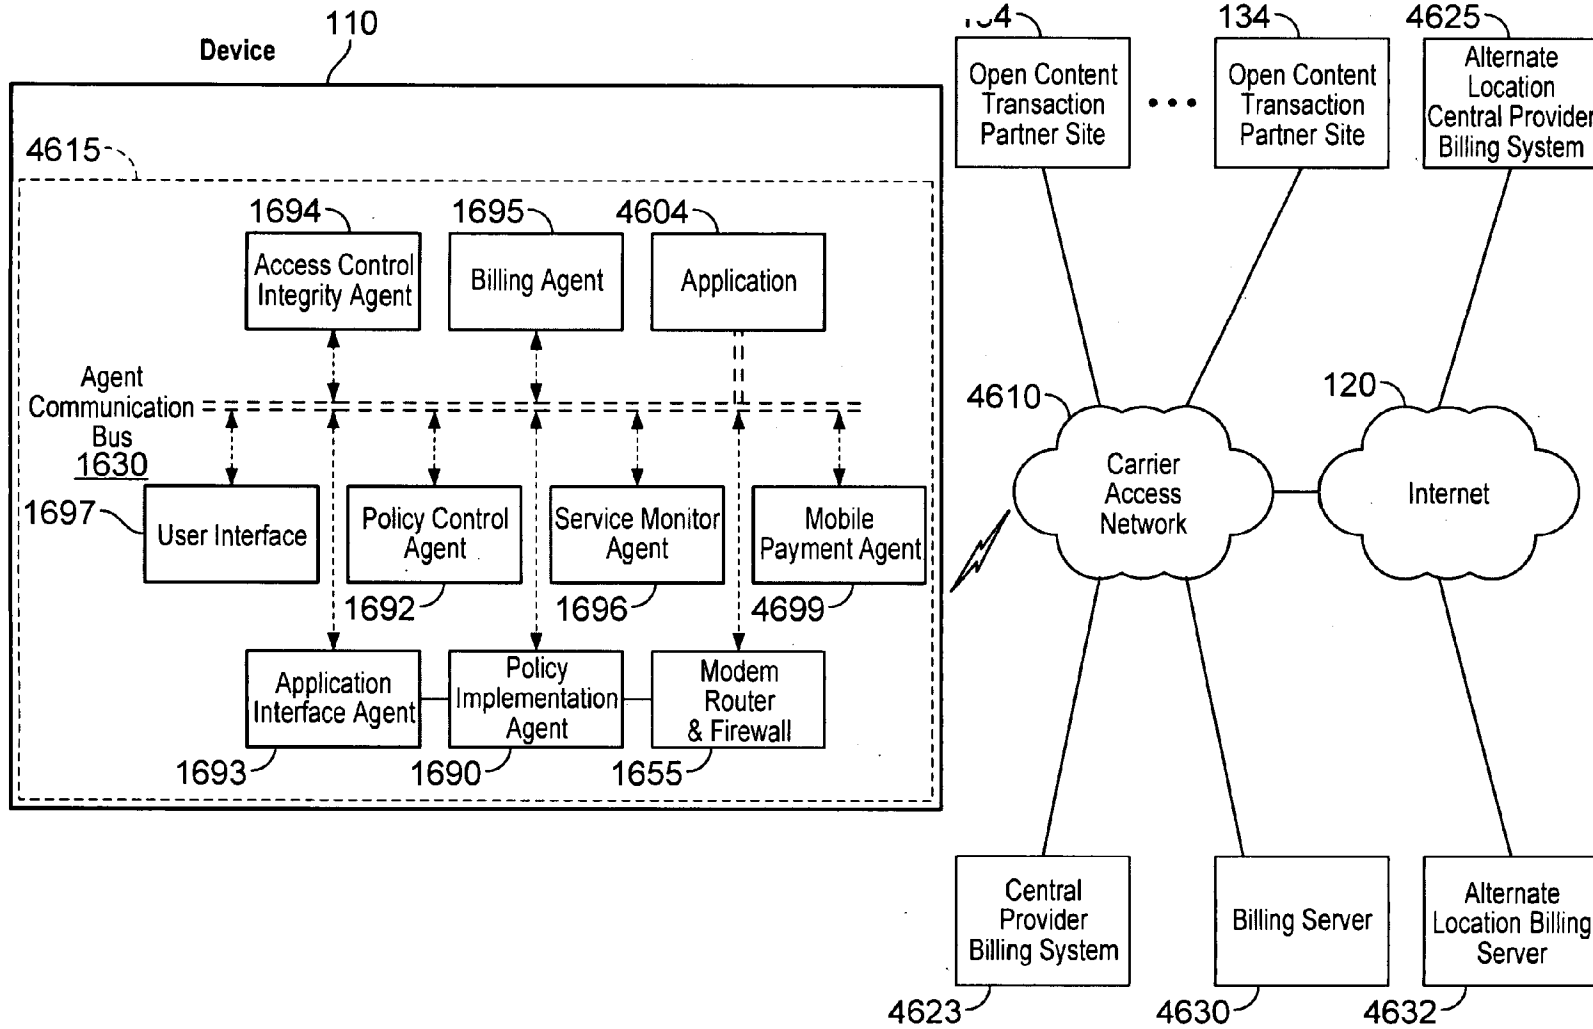 110
Device
4615
1694
Access Control
Integrity Agent
1695
Billing Agent
4604
Application
Agent
Communication
Bus
1630
1697
User Interface
Policy Control
Agent
1692
Service Monitor
Agent
1696
Mobile
Payment Agent
4699
Application
Interface Agent
1693
Policy
Implementation
Agent
1690
Modem
Router
& Firewall
1655
Open Content
Transaction
Partner Site
•••
134
Open Content
Transaction
Partner Site
4625
Alternate
Location
Central Provider
Billing System
4610
Carrier
Access
Network
120
Internet
Central
Provider
Billing System
4623
Billing Server
4630
Alternate
Location Billing
Server
4632